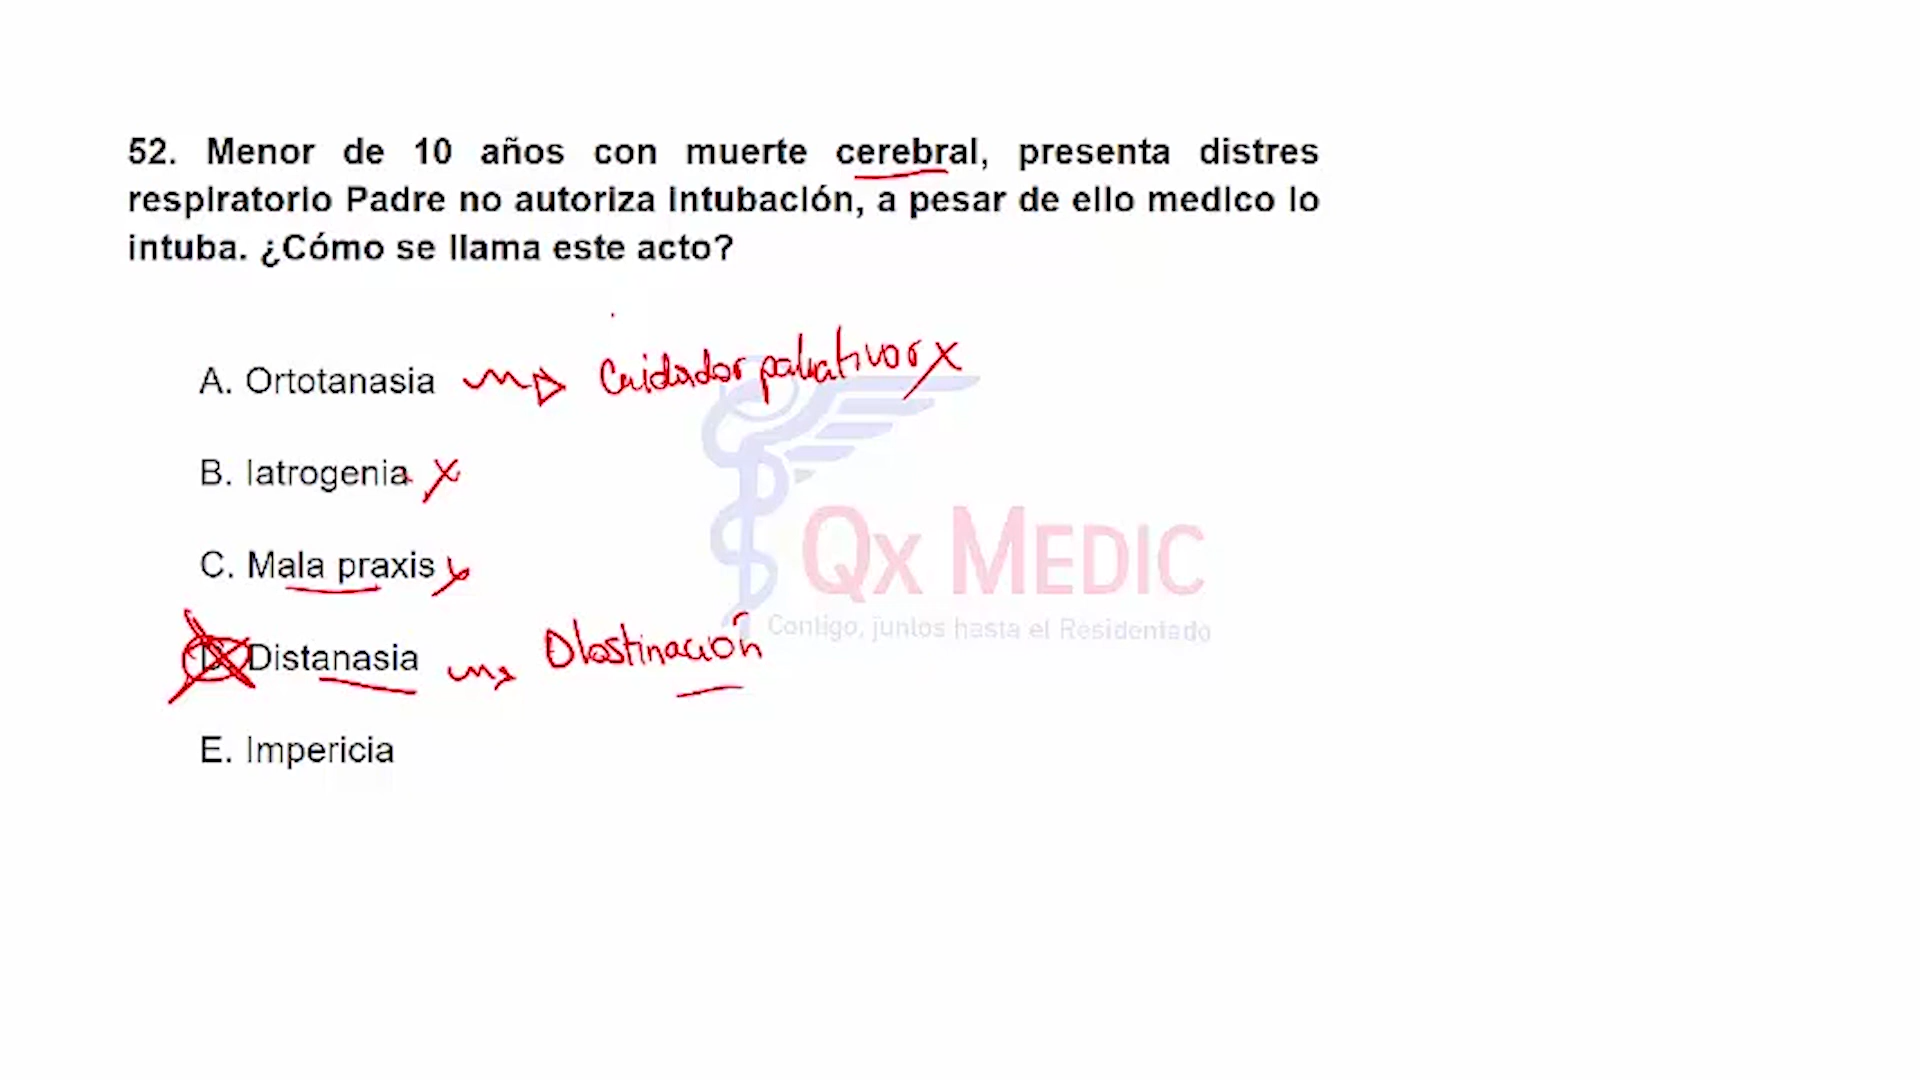 52. Menor de 10 años con muerte cerebral, presenta distres
respiratorio Padre no autoriza intubación, a pesar de ello medico lo
intuba. ¿Cómo se llama este acto?
A. Ortotanasia Cuidador paliativor x
B. Iatrogenia x
C. Mala praxis x
D Distanasia Obstinación
E. Impericia
Qx MEDIC
Contigo, juntos hasta el Residentado